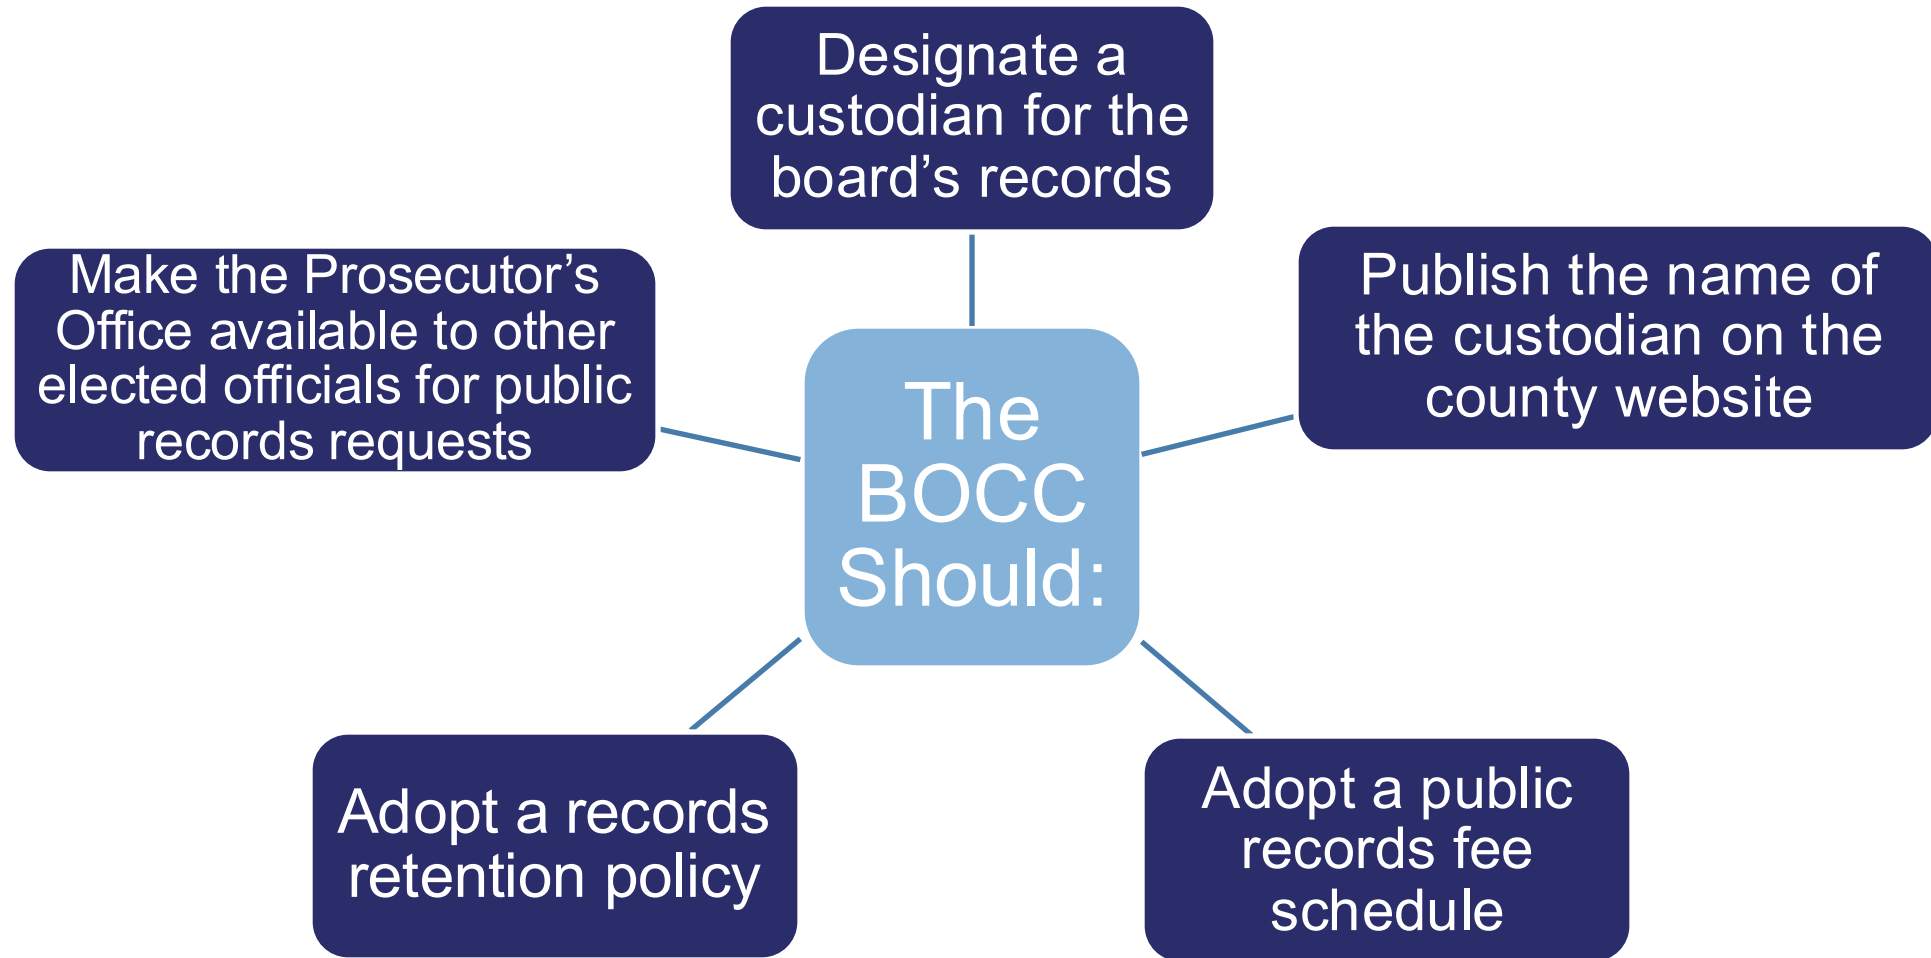 Designate a
custodian for the
board’s records
Publish the name of
the custodian on the
county website
Adopt a public
records fee
schedule
Adopt a records
retention policy
Make the Prosecutor’s
Office available to other
elected officials for public
records requests
The
BOCC
Should: